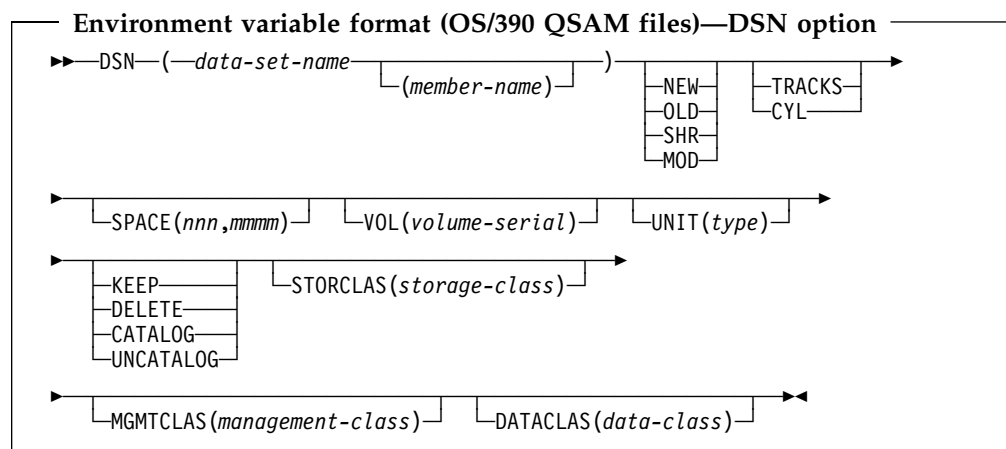 Environment variable format (OS/390 QSAM files)—DSN option
DSN ( data-set-name ) 
(member-name) NEW TRACKS
OLD CYL
SHR
MOD
SPACE(nnn,mmmm) VOL(volume-serial) UNIT(type)
KEEP STORCLAS(storage-class)
DELETE
CATALOG
UNCATALOG
MGMTCLAS(management-class) DATACLAS(data-class)